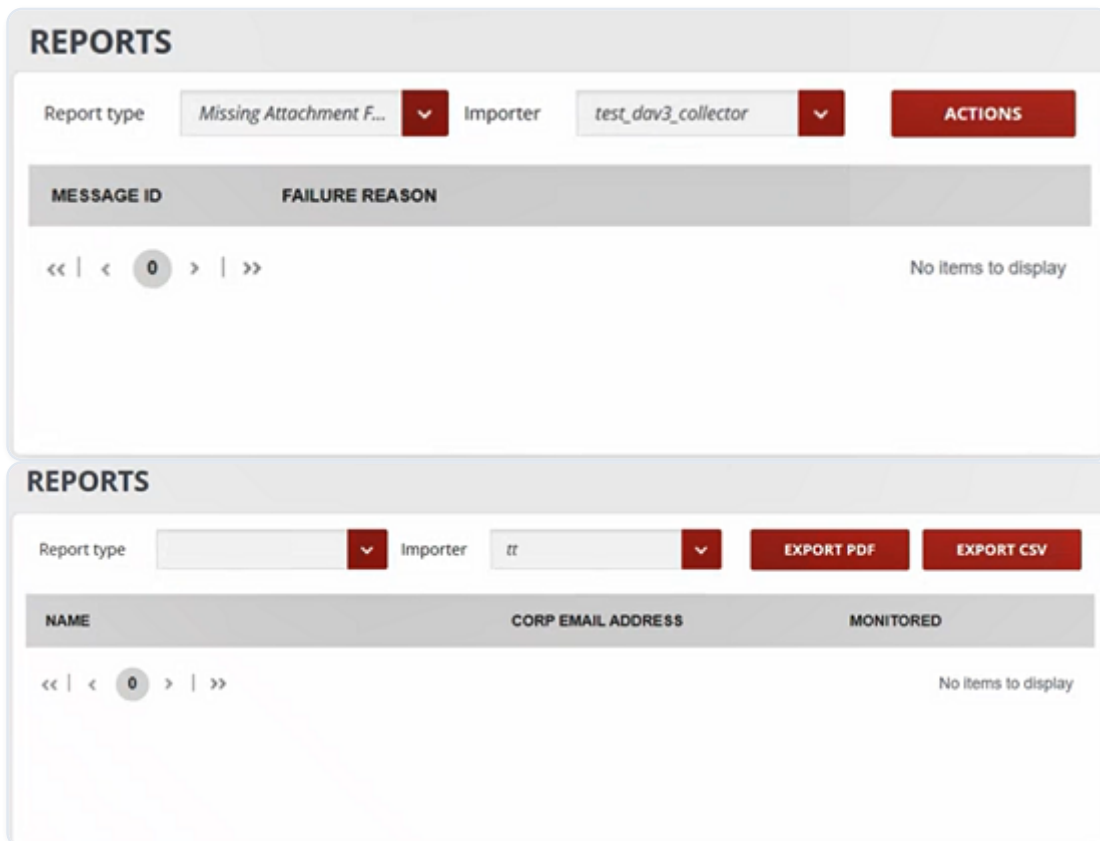 REPORTS
Report type Missing Attachment F... Importer test_dav3_collector ACTIONS
MESSAGE ID FAILURE REASON
<< | < 0 > | >> No items to display
REPORTS
Report type Importer tt EXPORT PDF EXPORT CSV
NAME CORP EMAIL ADDRESS MONITORED
<< | < 0 > | >> No items to display